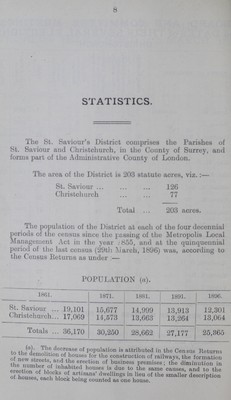 8
STATISTICS.
The St. Saviour's District comprises the Parishes of
St. Saviour and Christchurch, in the County of Surrey, and
forms part of the Administrative County of London.
The area of the District is 203 statute acres, viz. :—
St. Saviour ... ... ... 126
Christchurch ... ... 77
Total ... 203 acres.
The population of the District at each of the four decennial
periods of the census since the passing of the Metropolis Local
Management Act in the year 1855, and at the quinquennial
period of the last census (29th March, 1896) was, according to
the Census Returns as under :—
POPULATION (a).
1861. 1871. 1881. 1891. 1896.
St. Saviour ... 19,101 15,677 14,999 13,913 12,301
Christchurch ... 17,069 14,573 13,663 13,264 13,064
Totals ... 36,170 30,250 28,662 27,177 25,365
(a). The decrease of population is attributed in the Census Returns
to the demolition of houses for the construction of railways, the formation
of new streets, and the erection of business premises; the diminution in
the number of inhabited houses is due to the same causes, and to the
erection of blocks of artizans' dwellings in lieu of the smaller description
of houses, each block being counted as one house.